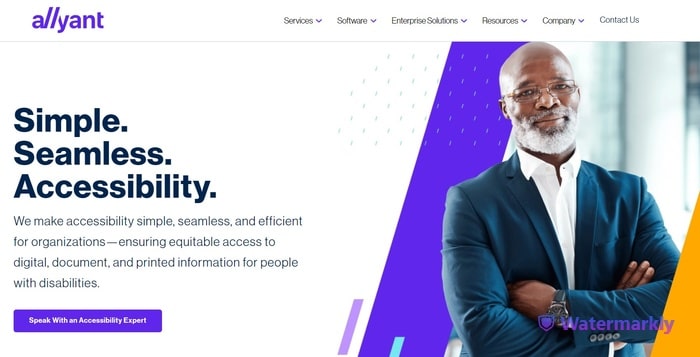 allyant
Services
Software
Enterprise Solutions
Resources
Company
Contact Us
Simple.
Seamless.
Accessibility.
We make accessibility simple, seamless, and efficient
for organizations—ensuring equitable access to
digital, document, and printed information for people
with disabilities.
Speak With an Accessibility Expert
Watermarkly